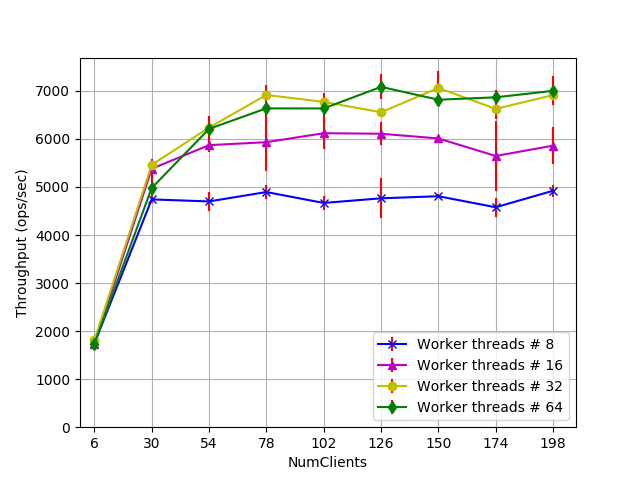 7000
6000
5000
4000
3000
2000
1000
0
Throughput (ops/sec)
Worker threads # 8
Worker threads # 16
Worker threads # 32
Worker threads # 64
6 30 54 78 102 126 150 174 198
NumClients